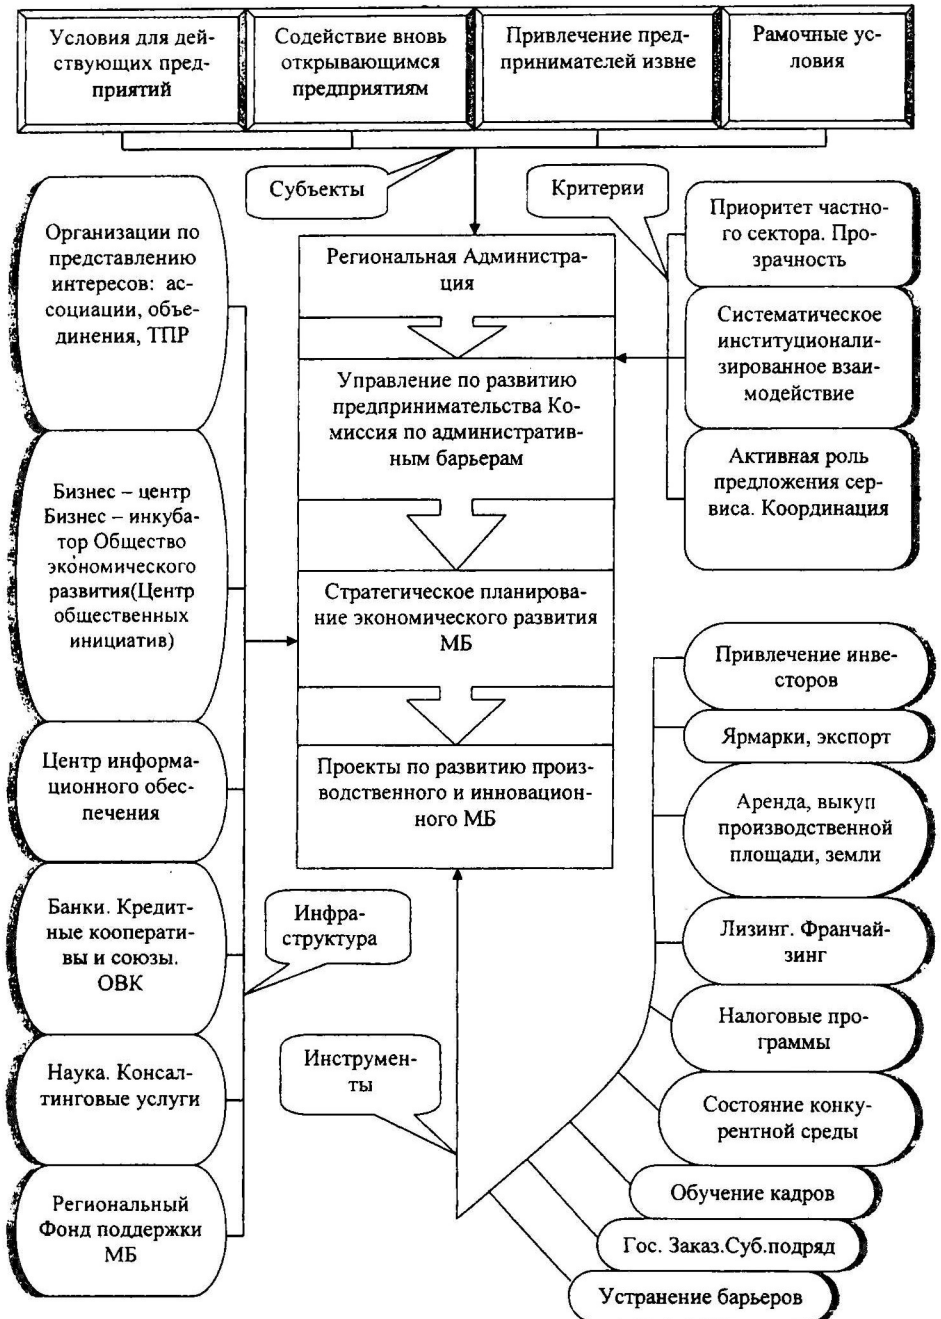 Условия для дей-
ствующих пред-
приятий
Содействие вновь
открывающимся
предприятиям
Привлечение пред-
принимателей извне
Рамочные ус-
ловия
Субъекты
Критерии
Организации по
представлению
интересов: ас-
социации, объе-
динения, ТПР
Бизнес – центр
Бизнес – инкуба-
тор Общество
экономического
развития(Центр
общественных
инициатив)
Центр информа-
ционного обес-
печения
Банки. Кредит-
ные кооперати-
вы и союзы.
ОВК
Наука. Консал-
тинговые услуги
Региональный
Фонд поддержки
МБ
Региональная Администра-
ция
Управление по развитию
предпринимательства Ко-
миссия по административ-
ным барьерам
Стратегическое планирова-
ние экономического развития
МБ
Проекты по развитию произ-
водственного и инновацион-
ного МБ
Инфра-
структура
Инструмен-
ты
Приоритет частно-
го сектора. Про-
зрачность
Систематическое
институционали-
зированное взаи-
модействие
Активная роль
предложения сер-
виса. Координация
Привлечение инве-
сторов
Ярмарки, экспорт
Аренда, выкуп
производственной
площади, земли
Лизинг. Франчай-
зинг
Налоговые про-
граммы
Состояние конку-
рентной среды
Обучение кадров
Гос. Заказ.Суб.подряд
Устранение барьеров